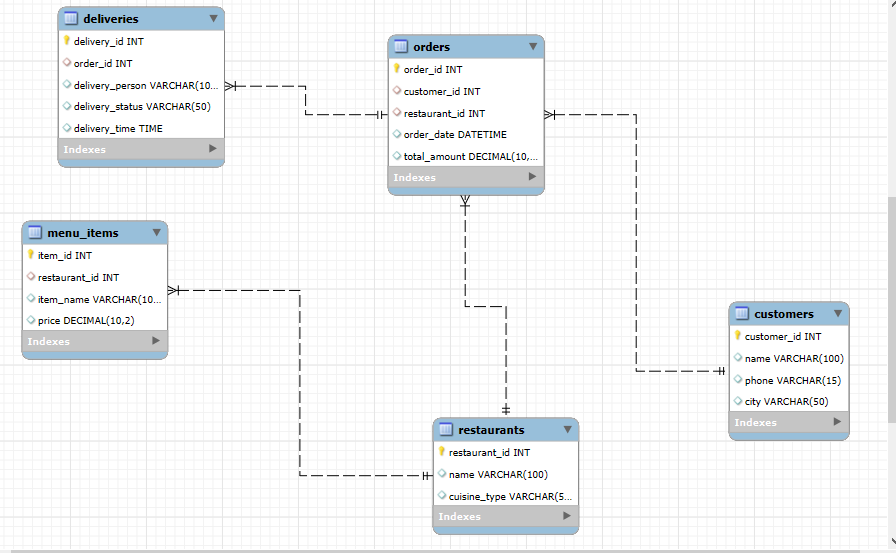 deliveries
delivery_id INT
order_id INT
delivery_person VARCHAR(10...
delivery_status VARCHAR(50)
delivery_time TIME
Indexes
orders
order_id INT
customer_id INT
restaurant_id INT
order_date DATETIME
total_amount DECIMAL(10,...
Indexes
menu_items
item_id INT
restaurant_id INT
item_name VARCHAR(10...
price DECIMAL(10,2)
Indexes
customers
customer_id INT
name VARCHAR(100)
phone VARCHAR(15)
city VARCHAR(50)
Indexes
restaurants
restaurant_id INT
name VARCHAR(100)
cuisine_type VARCHAR(5...
Indexes